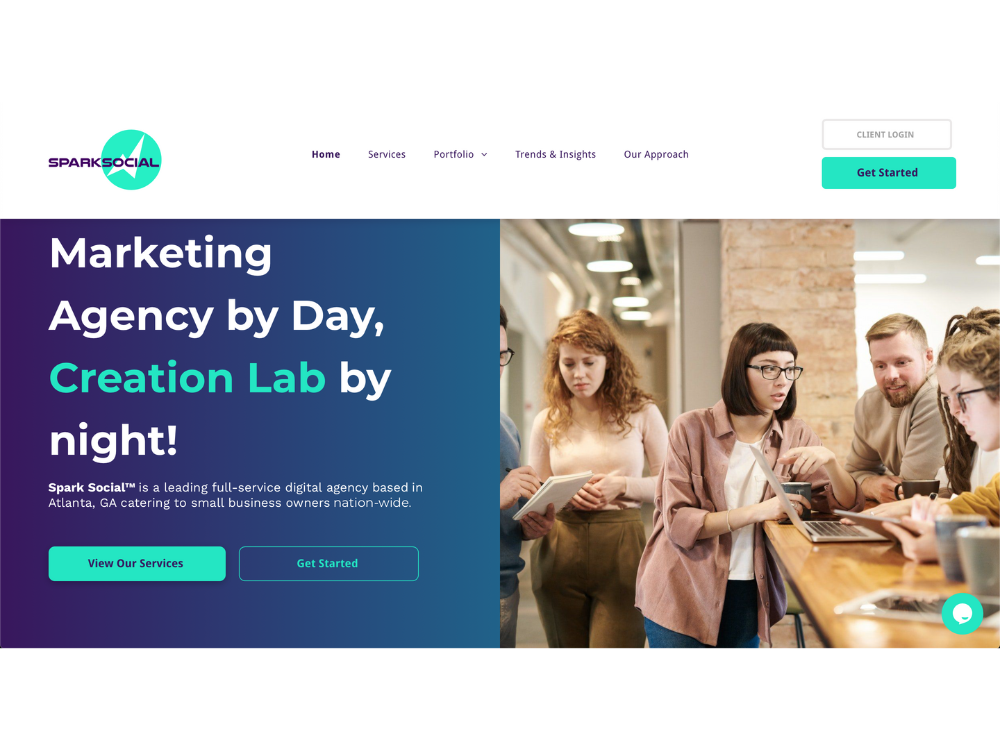 SPARKSOCIAL
Home
Services
Portfolio
Trends & Insights
Our Approach
CLIENT LOGIN
Get Started
Marketing
Agency by Day,
Creation Lab by
night!
Spark Social™ is a leading full-service digital agency based in
Atlanta, GA catering to small business owners nation-wide.
View Our Services
Get Started